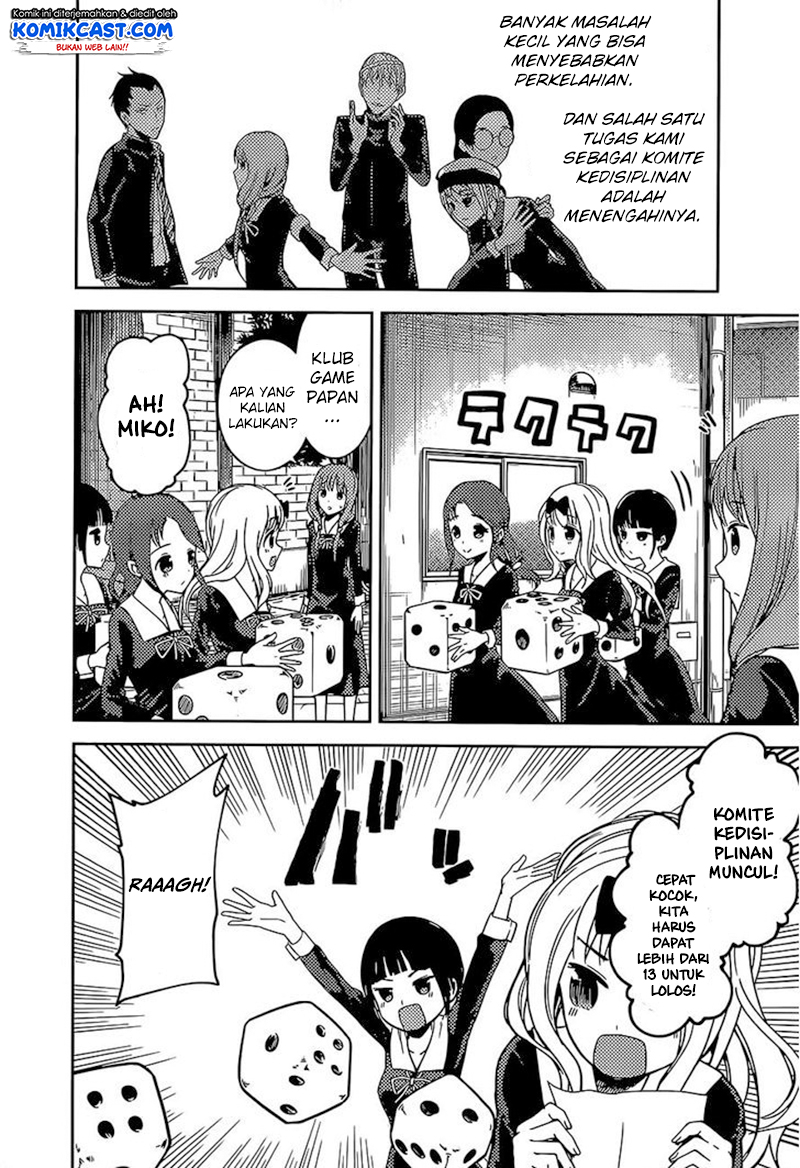 Komik ini diterjemahkan & diedit oleh
KOMIKCAST.COM
BUKAN WEB LAIN!!
BANYAK MASALAH
KECIL YANG BISA
MENYEBABKAN
PERKELAHIAN.
DAN SALAH SATU
TUGAS KAMI
SEBAGAI KOMITE
KEDISIPLINAN
ADALAH
MENENGAHINYA.
テクテク
KLUB
GAME
PAPAN
...
APA YANG
KALIAN
LAKUKAN?
AH!
MIKO!
KOMITE
KEDISI-
PLINAN
MUNCUL!
CEPAT
KOCOK,
KITA
HARUS
DAPAT
LEBIH DARI
13 UNTUK
LOLOS!
バッ
RAAAGH!